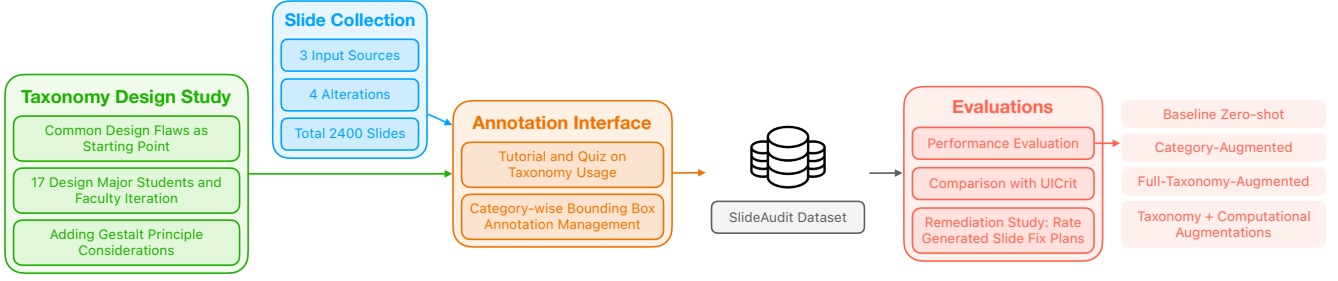 Taxonomy Design Study
Common Design Flaws as
Starting Point
17 Design Major Students and
Faculty Iteration
Adding Gestalt Principle
Considerations
Slide Collection
3 Input Sources
4 Alterations
Total 2400 Slides
Annotation Interface
Tutorial and Quiz on
Taxonomy Usage
Category-wise Bounding Box
Annotation Management
SlideAudit Dataset
Evaluations
Performance Evaluation
Comparison with UICrit
Remediation Study: Rate
Generated Slide Fix Plans
Baseline Zero-shot
Category-Augmented
Full-Taxonomy-Augmented
Taxonomy + Computational
Augmentations